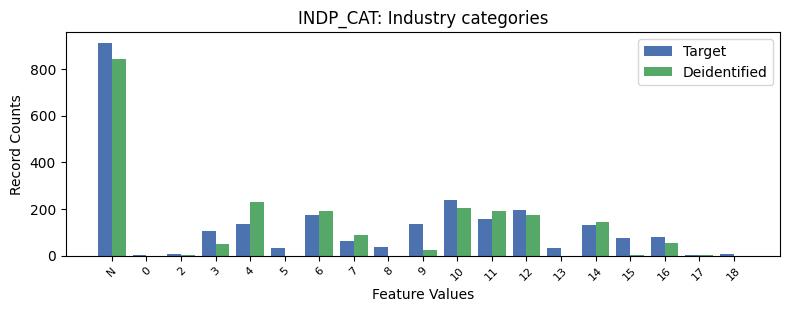 INDP_CAT: Industry categories
Target
Deidentified
Record Counts
800
600
400
200
0
N 0 2 3 4 5 6 7 8 9 10 11 12 13 14 15 16 17 18
Feature Values